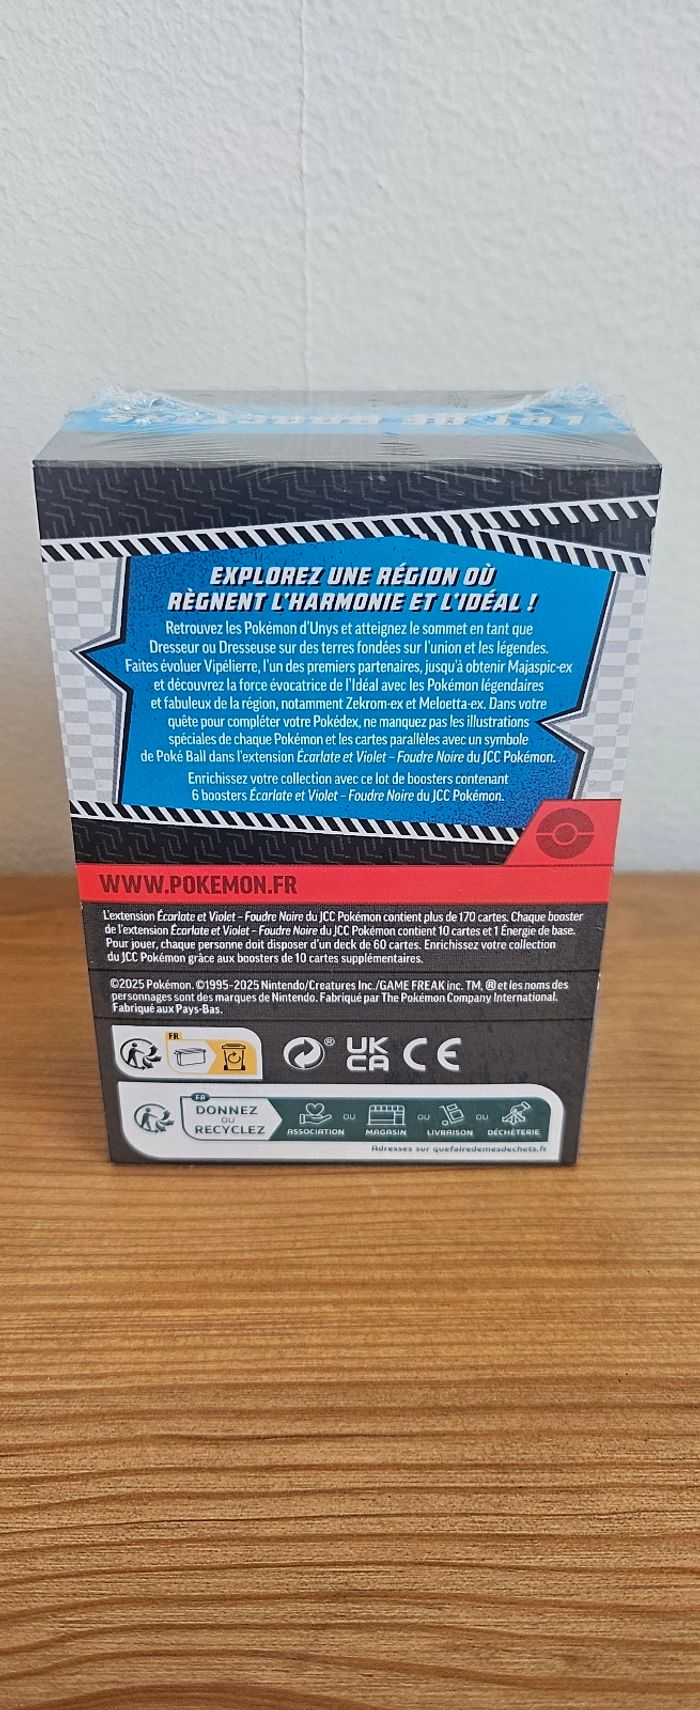 LOT DE BOOSTERS
EXPLOREZ UNE RÉGION OÙ
RÈGNENT L'HARMONIE ET L'IDÉAL !
Retrouvez les Pokémon d'Unys et atteignez le sommet en tant que
Dresseur ou Dresseuse sur des terres fondées sur l'union et les légendes.
Faites évoluer Vipélierre, l'un des premiers partenaires, jusqu'à obtenir Majaspic-ex
et découvrez la force évocatrice de l'Idéal avec les Pokémon légendaires
et fabuleux de la région, notamment Zekrom-ex et Meloetta-ex. Dans votre
quête pour compléter votre Pokédex, ne manquez pas les illustrations
spéciales de chaque Pokémon et les cartes parallèles avec un symbole
de Poké Ball dans l'extension Écarlate et Violet – Foudre Noire du JCC Pokémon.
Enrichissez votre collection avec ce lot de boosters contenant
6 boosters Écarlate et Violet – Foudre Noire du JCC Pokémon.
WWW.POKEMON.FR
L'extension Écarlate et Violet – Foudre Noire du JCC Pokémon contient plus de 170 cartes. Chaque booster
de l'extension Écarlate et Violet – Foudre Noire du JCC Pokémon contient 10 cartes et 1 Énergie de base.
Pour jouer, chaque personne doit disposer d'un deck de 60 cartes. Enrichissez votre collection
du JCC Pokémon grâce aux boosters de 10 cartes supplémentaires.
©2025 Pokémon. ©1995-2025 Nintendo/Creatures Inc./GAME FREAK inc. TM, ® et les noms des
personnages sont des marques de Nintendo. Fabriqué par The Pokémon Company International.
Fabriqué aux Pays-Bas.
FR
® UK CA CE
FR
DONNEZ
OU
RECYCLEZ
ASSOCIATION OU MAGASIN OU LIVRAISON OU DÉCHÈTERIE
Adresses sur quefairedemesdechets.fr